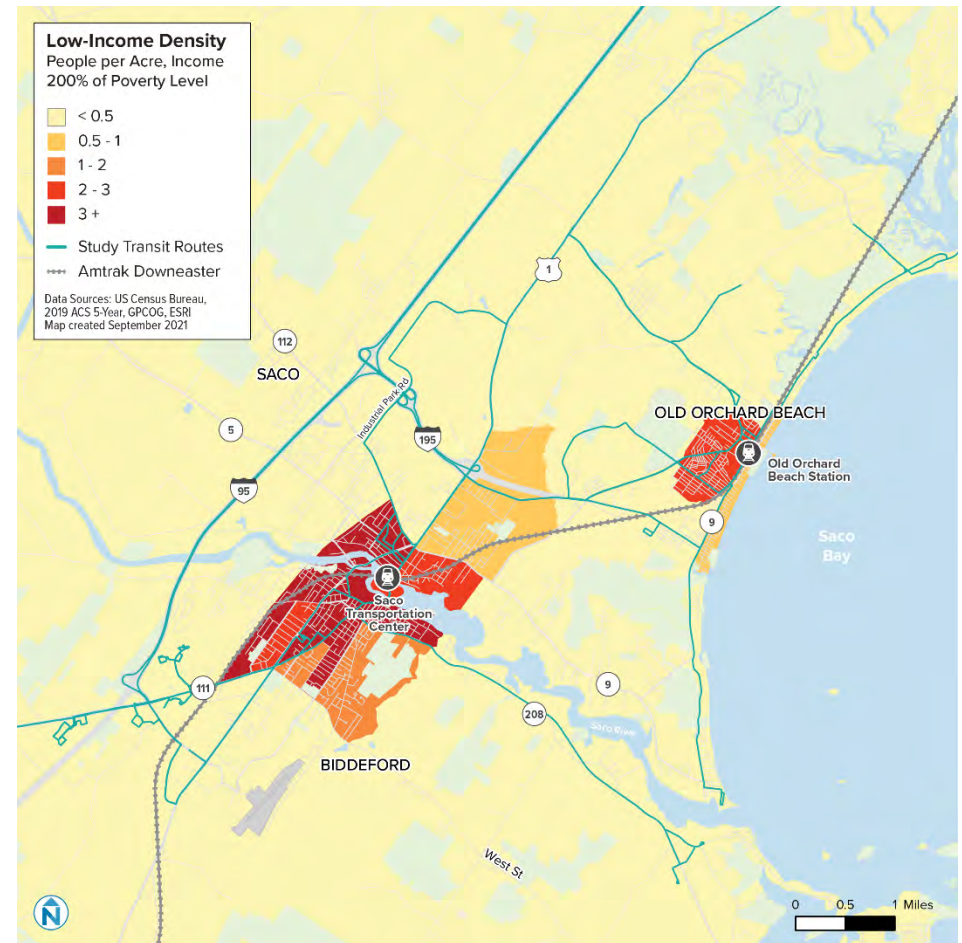 Low-Income Density
People per Acre, Income
200% of Poverty Level
< 0.5
0.5 - 1
1 - 2
2 - 3
3 +
Study Transit Routes
Amtrak Downeaster
Data Sources: US Census Bureau,
2019 ACS 5-Year, GPCOG, ESRI
Map created September 2021
1
112
SACO
Industrial Park Rd
5
195
OLD ORCHARD BEACH
Old Orchard
Beach Station
95
9
Saco
Bay
Saco
Transportation
Center
111
9
208
Saco River
BIDDEFORD
West St
N
0 0.5 1 Miles